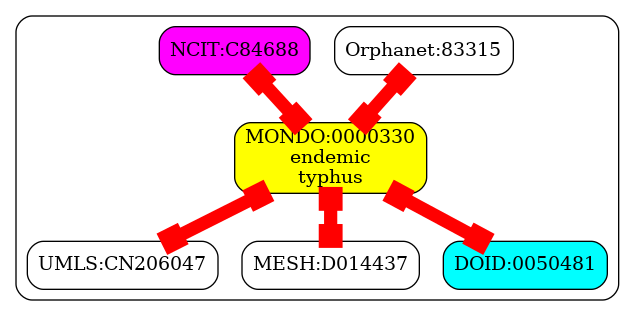 NCIT:C84688
Orphanet:83315
MONDO:0000330
endemic
typhus
UMLS:CN206047
MESH:D014437
DOID:0050481